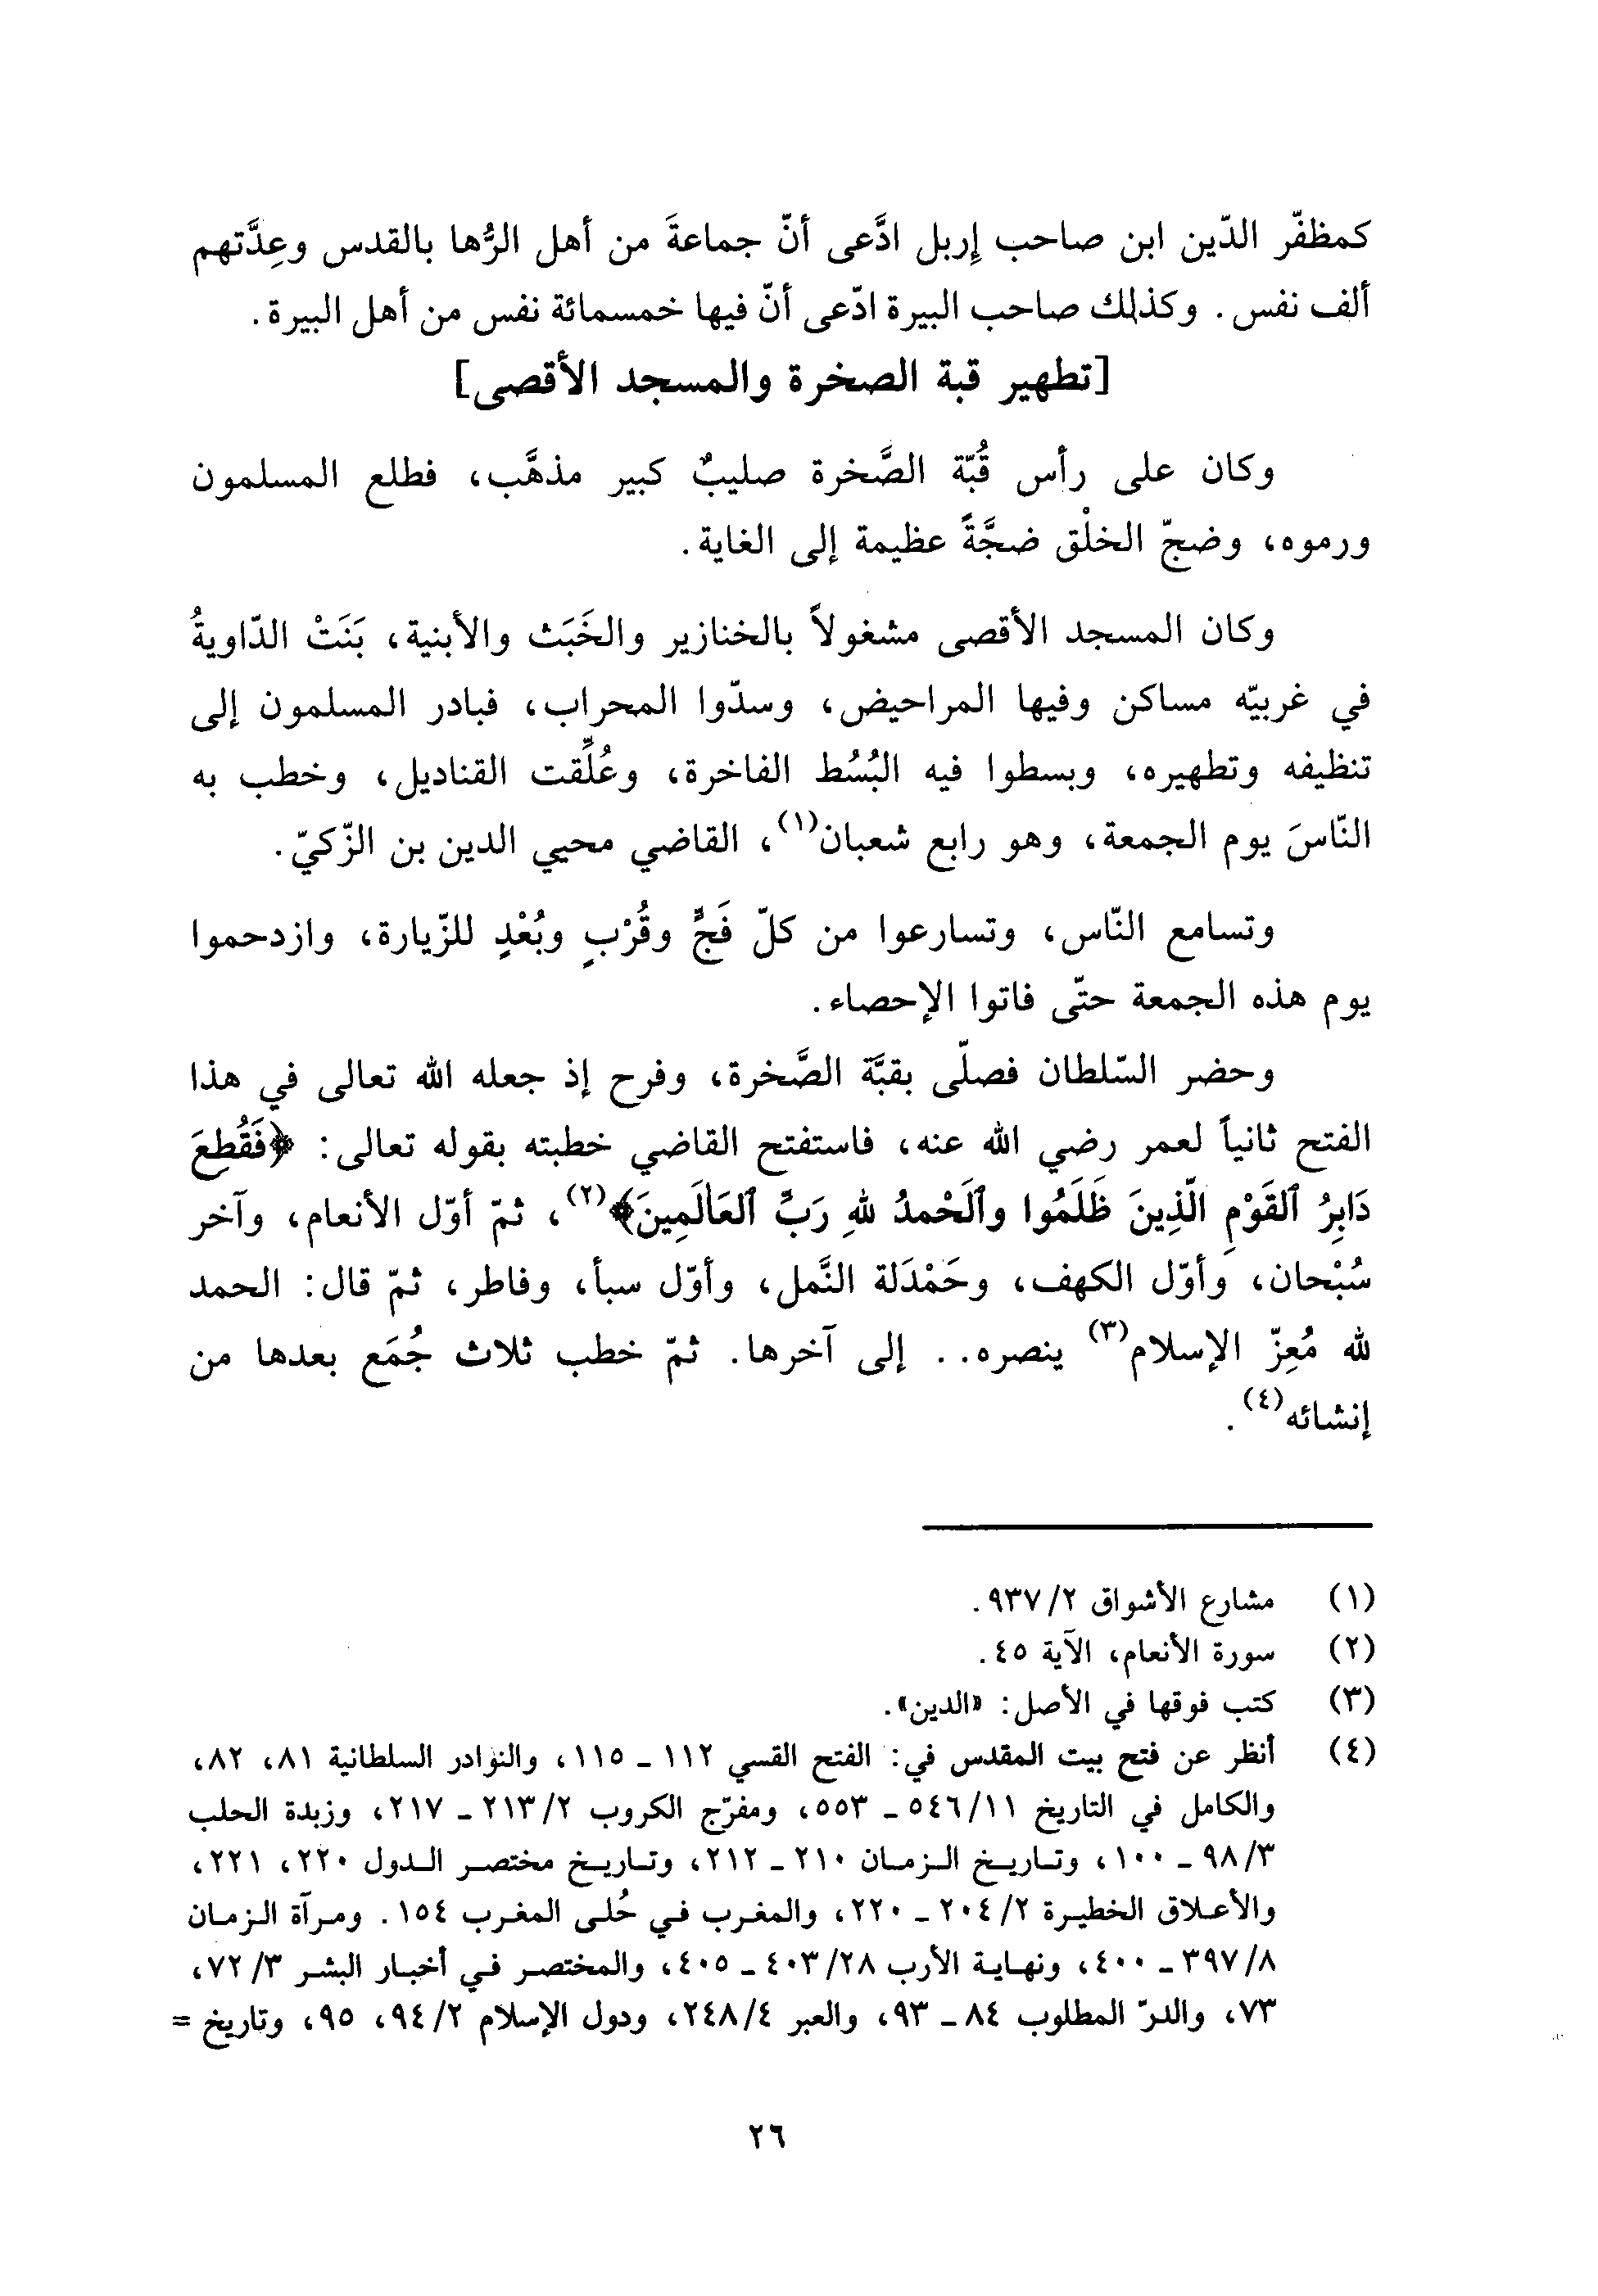 كمظفّر الدّين ابن صاحب إربل ادَّعى أنّ جماعةَ من أهل الرُّها بالقدس وعِدَّتهم
ألف نفس. وكذلك صاحب البيرة ادّعى أنّ فيها خمسمائة نفس من أهل البيرة.
[تطهير قبة الصخرة والمسجد الأقصى]
وكان على رأس قُبّة الصَّخرة صليبٌ كبير مذهَّب، فطلع المسلمون
ورموه، وضجّ الخلْق ضجَّةً عظيمة إلى الغاية.
وكان المسجد الأقصى مشغولاً بالخنازير والخَبَث والأبنية، بَنَتْ الدّاويةُ
في غربيّه مساكن وفيها المراحيض، وسدّوا المحراب، فبادر المسلمون إلى
تنظيفه وتطهيره، وبسطوا فيه البُسُط الفاخرة، وعُلِّقت القناديل، وخطب به
النّاسَ يوم الجمعة، وهو رابع شعبان(١)، القاضي محيي الدين بن الزّكيّ.
وتسامع النّاس، وتسارعوا من كلّ فَجٍّ وقُرْبٍ وبُعْدٍ للزّيارة، وازدحموا
يوم هذه الجمعة حتّى فاتوا الإحصاء.
وحضر السّلطان فصلّى بقبَّة الصَّخرة، وفرح إذ جعله الله تعالى في هذا
الفتح ثانياً لعمر رضي الله عنه، فاستفتح القاضي خطبته بقوله تعالى: ﴿فَقُطِعَ
دَابِرُ ٱلقَوْمِ الَّذِينَ ظَلَمُوا وٱلَحْمدُ للهِ رَبِّ ٱلعَالَمِينَ﴾(٢)، ثمّ أوّل الأنعام، وآخر
سُبْحان، وأوّل الكهف، وحَمْدَلة النَّمل، وأوّل سبأ، وفاطر، ثمّ قال: الحمد
لله مُعِزّ الإسلام(٣) ينصره.. إلى آخرها. ثمّ خطب ثلاث جُمَع بعدها من
إنشائه(٤).
(١) مشارع الأشواق ٩٣٧/٢.
(٢) سورة الأنعام، الآية ٤٥.
(٣) كتب فوقها في الأصل: «الدين».
(٤) أنظر عن فتح بيت المقدس في: الفتح القسي ١١٢ ـ ١١٥، والنوادر السلطانية ٨١، ٨٢،
والكامل في التاريخ ٥٤٦/١١ ـ ٥٥٣، ومفرّج الكروب ٢١٣/٢ ـ ٢١٧، وزبدة الحلب
٩٨/٣ ـ ١٠٠، وتاريخ الزمان ٢١٠ ـ ٢١٢، وتاريخ مختصر الدول ٢٢٠، ٢٢١،
والأعلاق الخطيرة ٢٠٤/٢ ـ ٢٢٠، والمغرب في حُلى المغرب ١٥٤. ومرآة الزمان
٣٩٧/٨ ـ ٤٠٠، ونهاية الأرب ٤٠٣/٢٨ ـ ٤٠٥، والمختصر في أخبار البشر ٧٢/٣،
٧٣، والدرّ المطلوب ٨٤ ـ ٩٣، والعبر ٢٤٨/٤، ودول الإسلام ٩٤/٢، ٩٥، وتاريخ =
٢٦